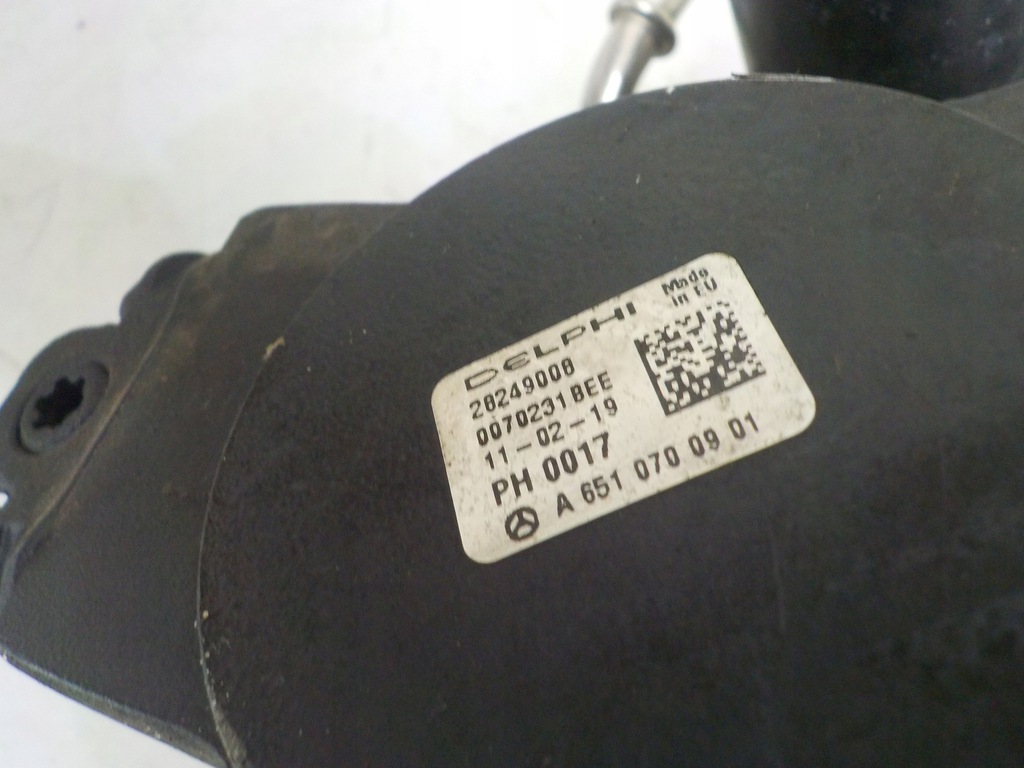 DELPHI
Made
in EU
28249008
0070231BEE
11-02-19
PH 0017
A 651 070 09 01